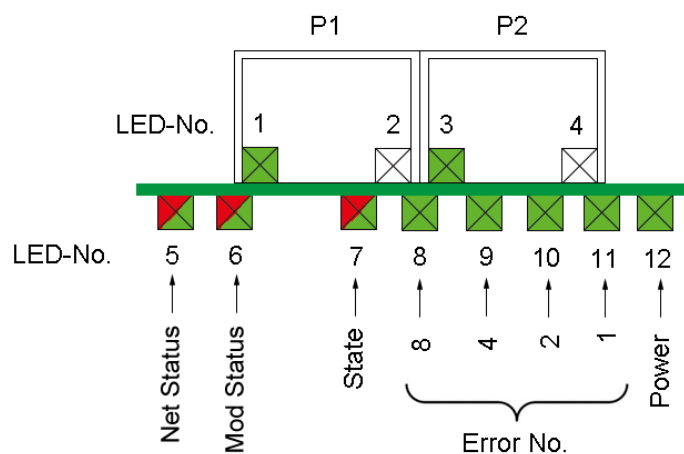 P1 P2
LED-No. 1 2 3 4
LED-No. 5 6 7 8 9 10 11 12
Net Status Mod Status State 8 4 2 1 Power
Error No.